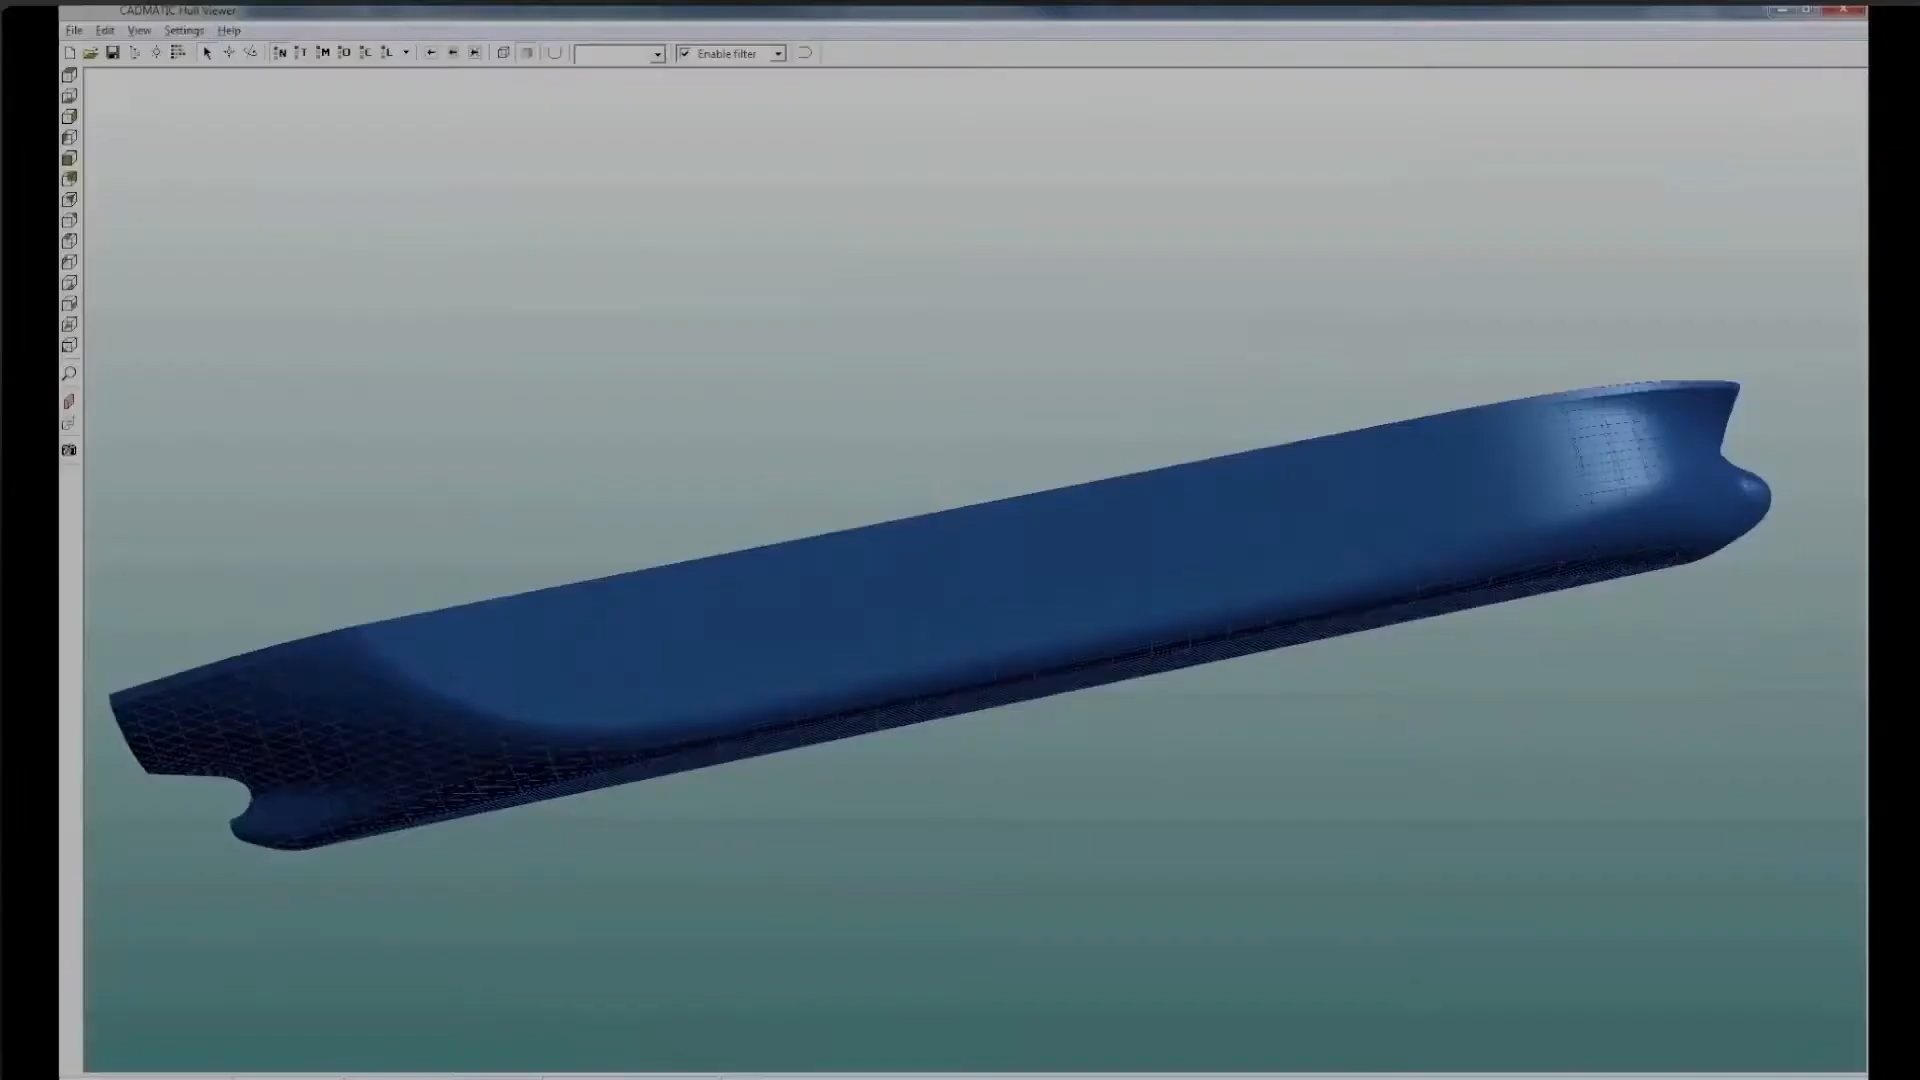 CADMATIC Hull Viewer
File Edit View Settings Help
N T M D C L Enable filter